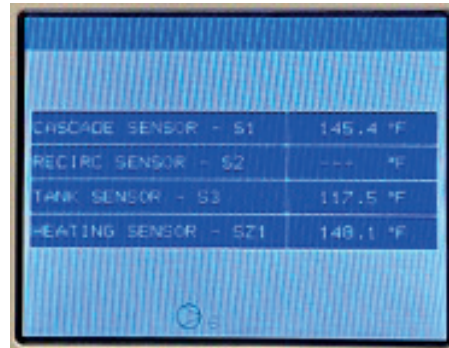 CASCADE SENSOR - S1 145.4 °F
RECIRC SENSOR - S2 --- °F
TANK SENSOR - S3 117.5 °F
HEATING SENSOR - SZ1 148.1 °F